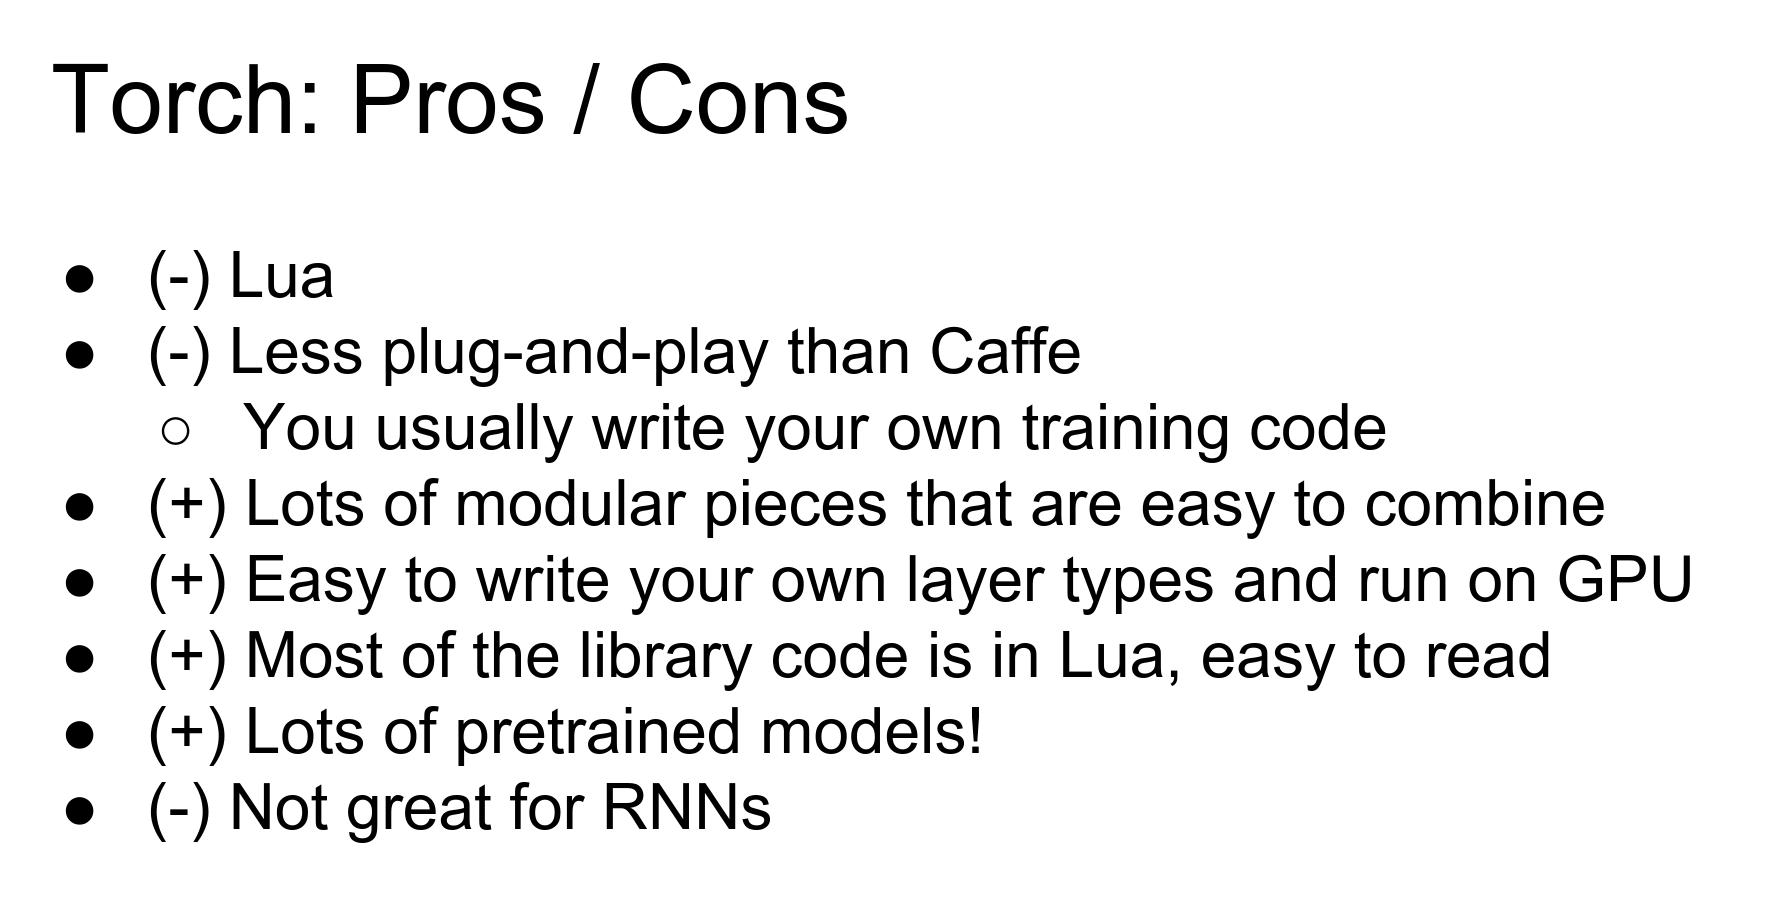 Torch: Pros / Cons
● (-) Lua
● (-) Less plug-and-play than Caffe
○ You usually write your own training code
● (+) Lots of modular pieces that are easy to combine
● (+) Easy to write your own layer types and run on GPU
● (+) Most of the library code is in Lua, easy to read
● (+) Lots of pretrained models!
● (-) Not great for RNNs